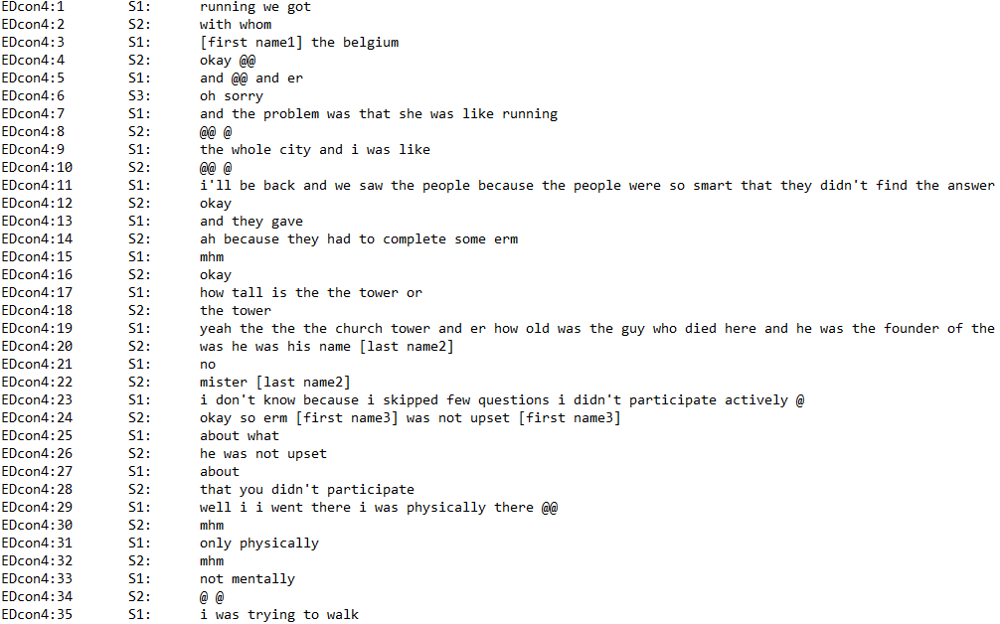 EDcon4:1 S1: running we got
EDcon4:2 S2: with whom
EDcon4:3 S1: [first name1] the belgium
EDcon4:4 S2: okay @@
EDcon4:5 S1: and @@ and er
EDcon4:6 S3: oh sorry
EDcon4:7 S1: and the problem was that she was like running
EDcon4:8 S2: @@ @
EDcon4:9 S1: the whole city and i was like
EDcon4:10 S2: @@ @
EDcon4:11 S1: i'll be back and we saw the people because the people were so smart that they didn't find the answer
EDcon4:12 S2: okay
EDcon4:13 S1: and they gave
EDcon4:14 S2: ah because they had to complete some erm
EDcon4:15 S1: mhm
EDcon4:16 S2: okay
EDcon4:17 S1: how tall is the the tower or
EDcon4:18 S2: the tower
EDcon4:19 S1: yeah the the the church tower and er how old was the guy who died here and he was the founder of the
EDcon4:20 S2: was he was his name [last name2]
EDcon4:21 S1: no
EDcon4:22 S2: mister [last name2]
EDcon4:23 S1: i don't know because i skipped few questions i didn't participate actively @
EDcon4:24 S2: okay so erm [first name3] was not upset [first name3]
EDcon4:25 S1: about what
EDcon4:26 S2: he was not upset
EDcon4:27 S1: about
EDcon4:28 S2: that you didn't participate
EDcon4:29 S1: well i i went there i was physically there @@
EDcon4:30 S2: mhm
EDcon4:31 S1: only physically
EDcon4:32 S2: mhm
EDcon4:33 S1: not mentally
EDcon4:34 S2: @ @
EDcon4:35 S1: i was trying to walk